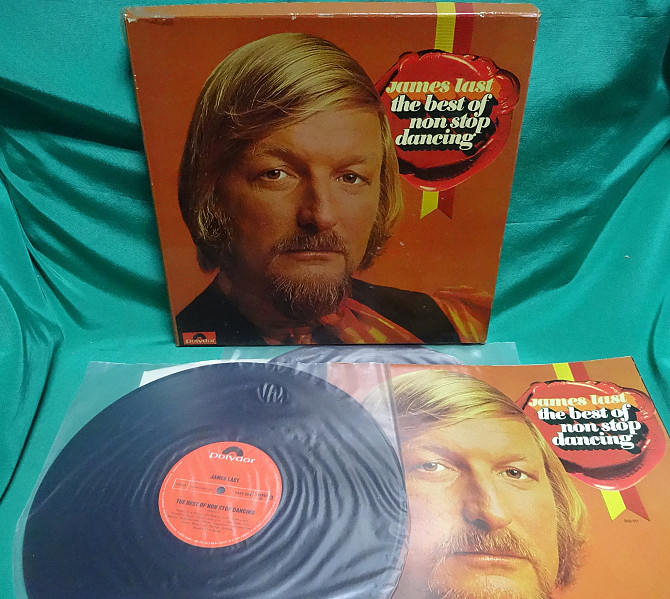 James last
the best of
non stop
dancing
Polydor
James last
the best of
non stop
dancing
Polydor
JAMES LAST
THE BEST OF NON STOP DANCING